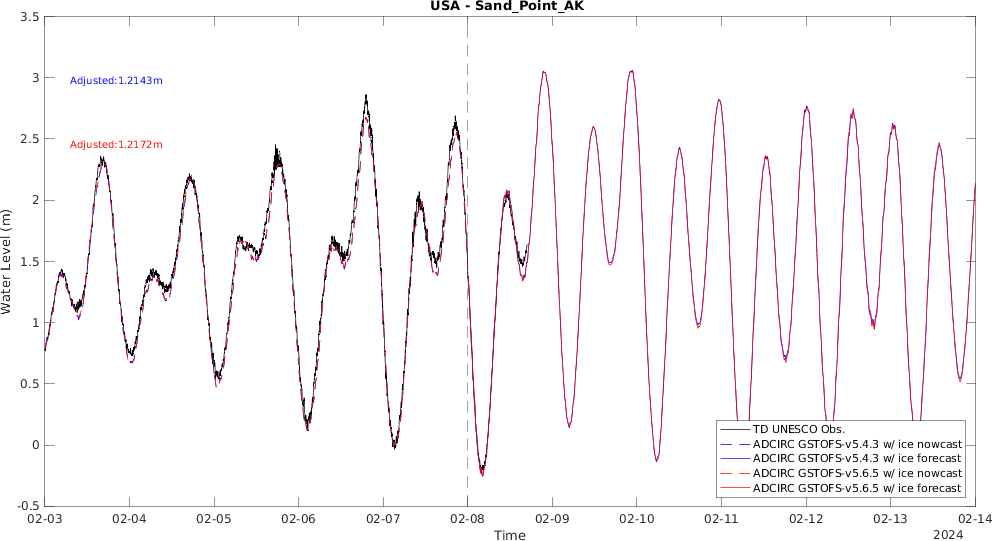 USA - Sand_Point_AK
3.5
3
2.5
2
1.5
1
0.5
0
-0.5
Water Level (m)
Adjusted:1.2143m
Adjusted:1.2172m
TD UNESCO Obs.
ADCIRC GSTOFS-v5.4.3 w/ ice nowcast
ADCIRC GSTOFS-v5.4.3 w/ ice forecast
ADCIRC GSTOFS-v5.6.5 w/ ice nowcast
ADCIRC GSTOFS-v5.6.5 w/ ice forecast
02-03 02-04 02-05 02-06 02-07 02-08 02-09 02-10 02-11 02-12 02-13 02-14
Time
2024